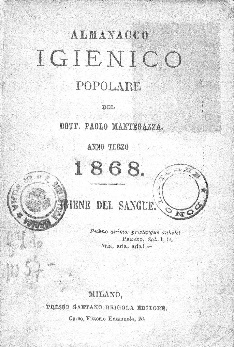 ALMANACCO
IGIENICO
POPOLARE
DEL
DOTT. PAOLO MANTEGAZZA.
ANNO TERZO
1868.
IGIENE DEL SANGUE.
MILANO,
PRESSO GAETANO BRIGOLA EDITORE,
Corso Vittorio Emanuele, 26.